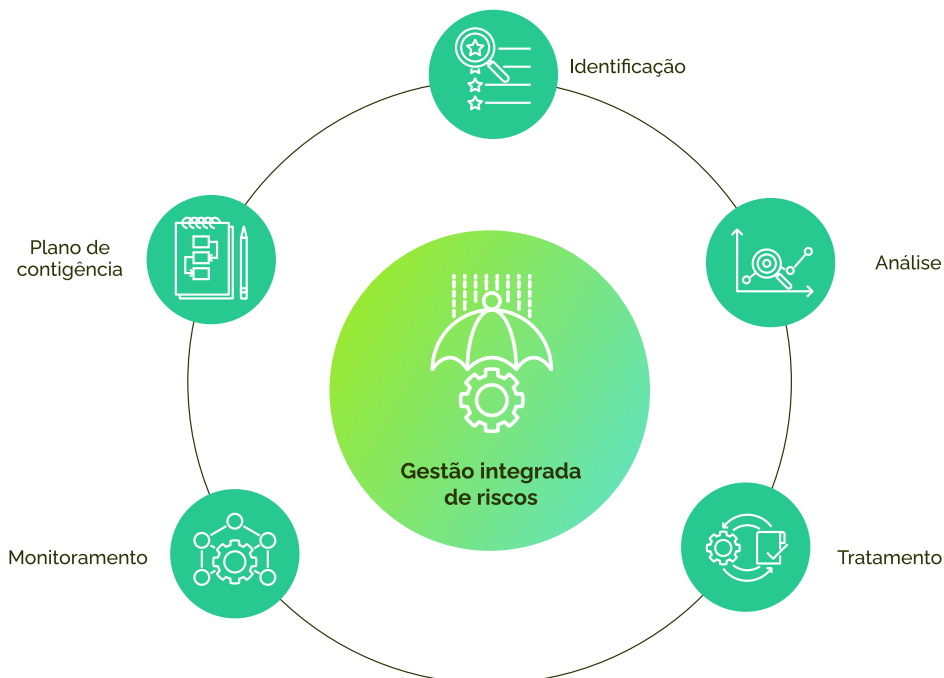 Identificação
Plano de
contigência
Análise
Gestão integrada
de riscos
Monitoramento
Tratamento